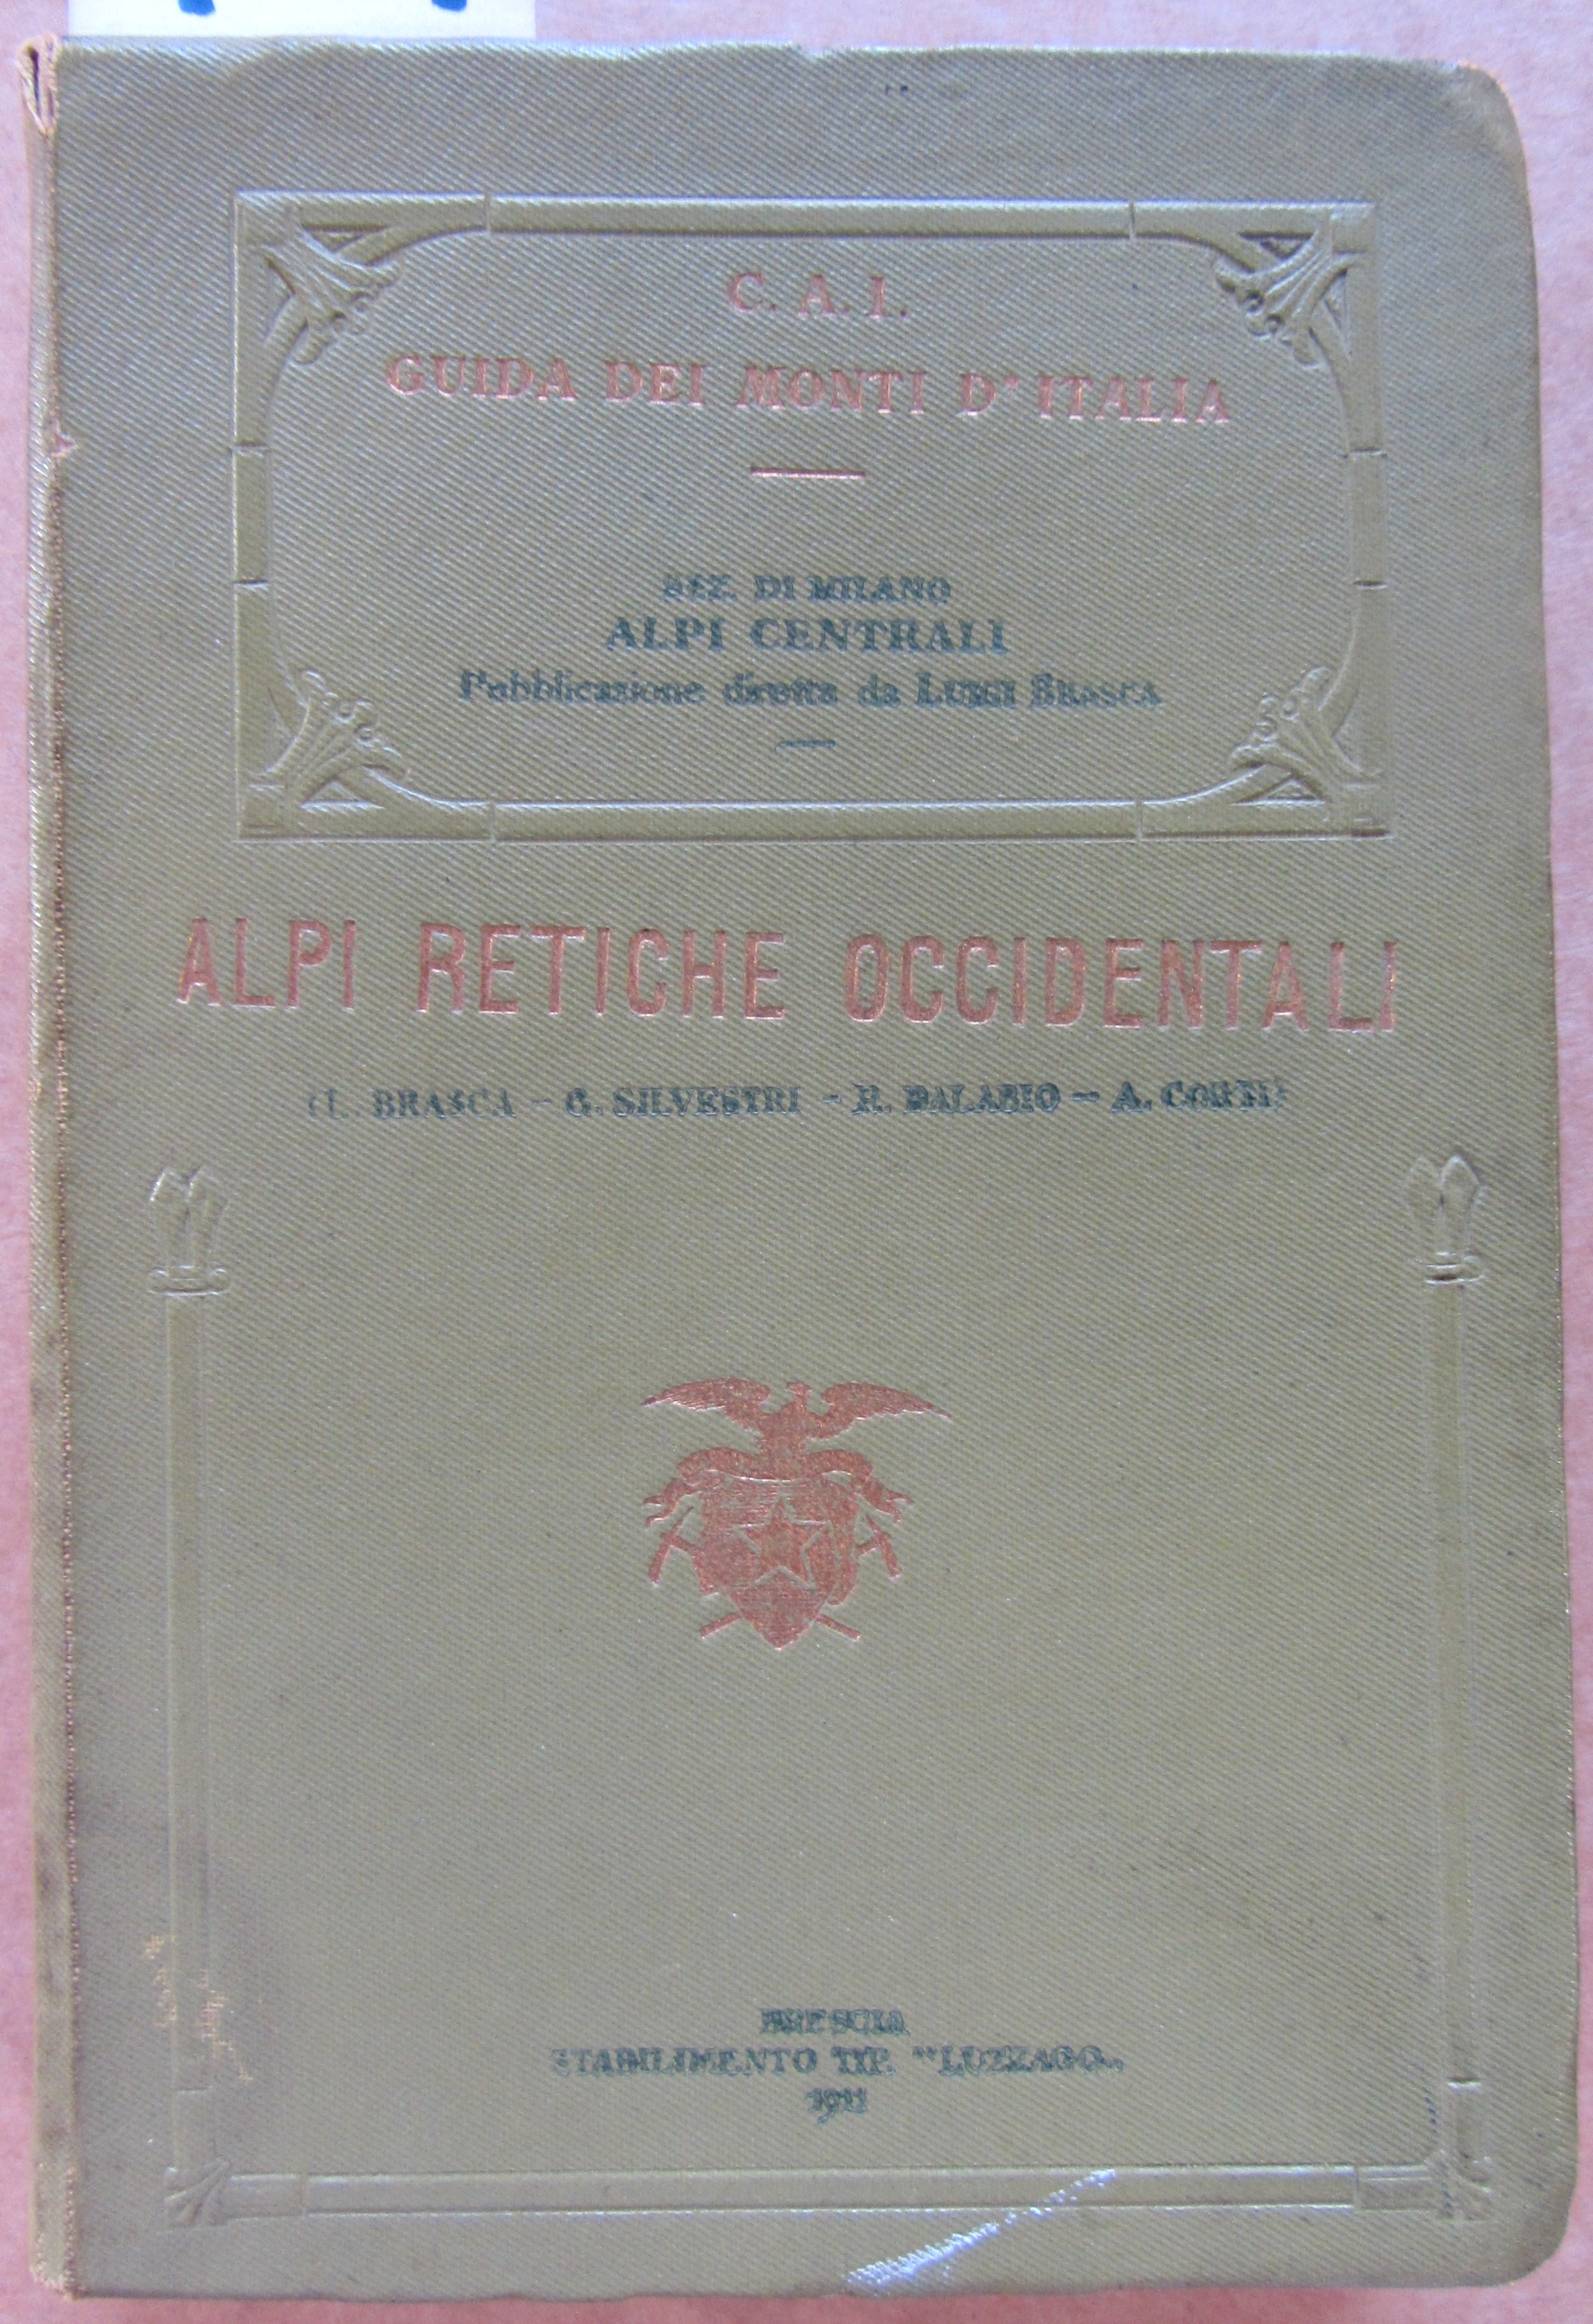 C. A. I.
GUIDA DEI MONTI D'ITALIA
SEZ. DI MILANO
ALPI CENTRALI
Pubblicazione diretta da LUIGI BRASCA
ALPI RETICHE OCCIDENTALI
(L. BRASCA - G. SILVESTRI - R. BALABIO - A. CORTI)
BRESCIA
STABILIMENTO TIP. "LUZZAGO„
1911